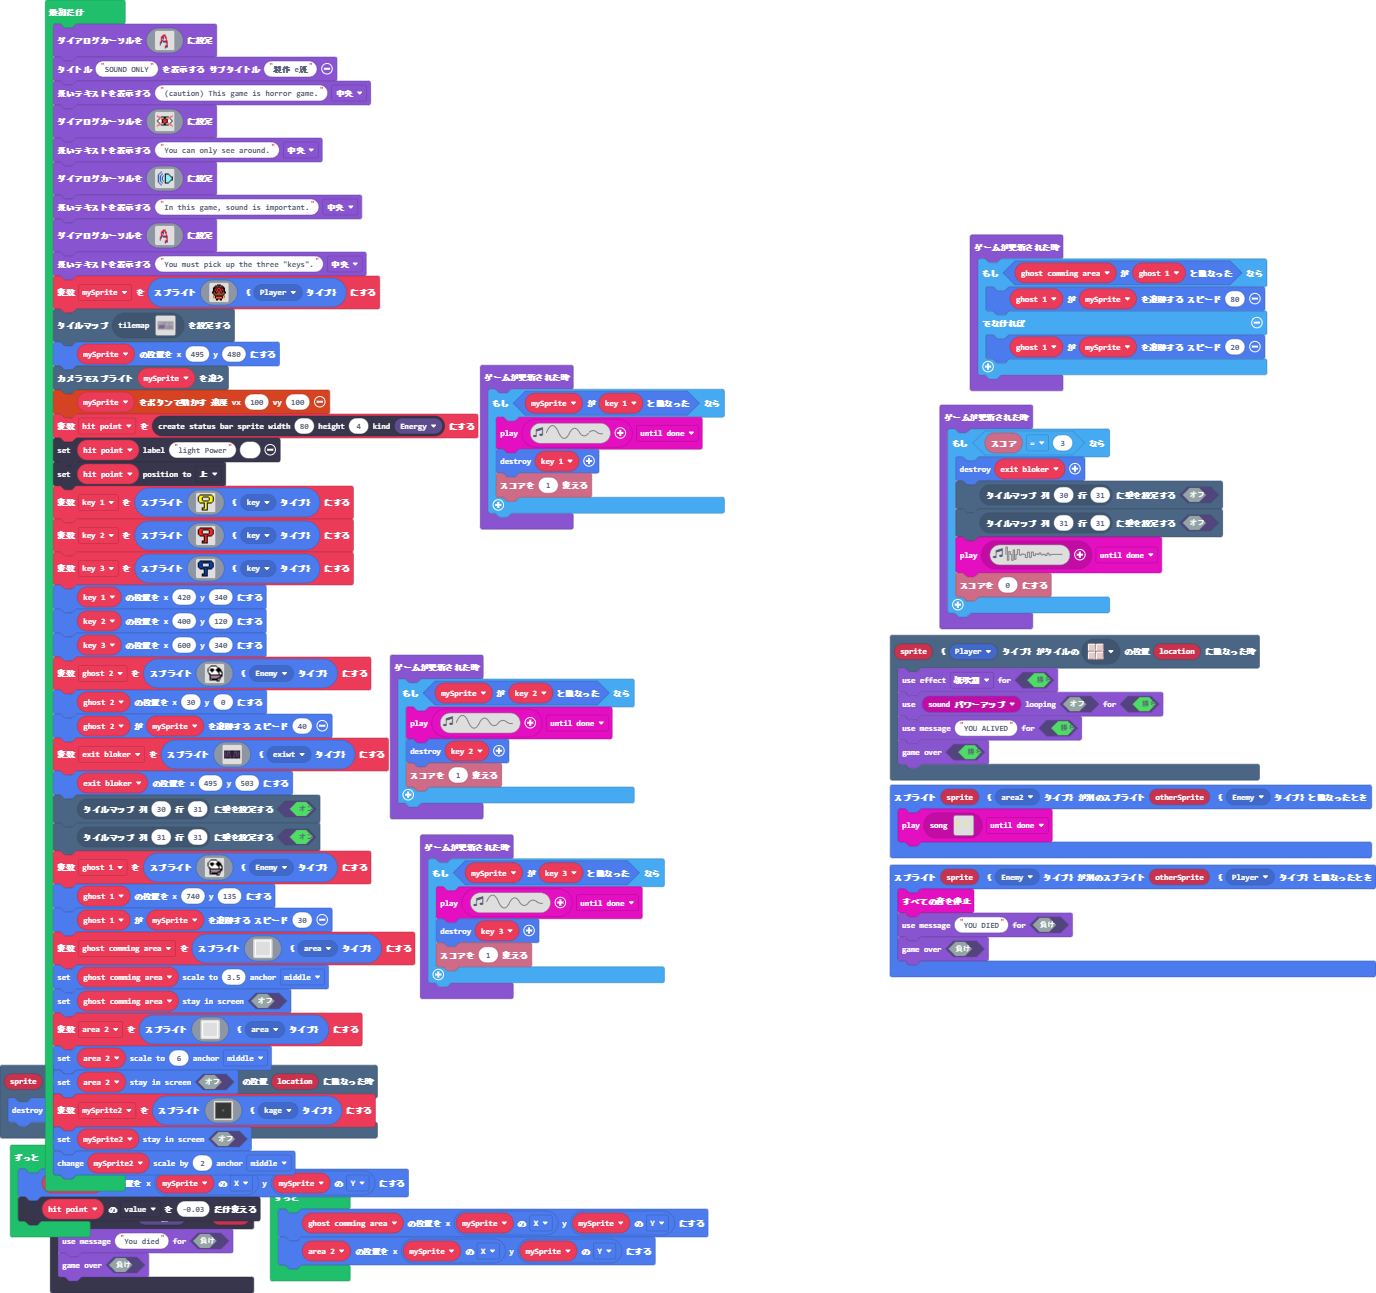 最初だけ
ダイアログカーソルを に設定
タイトル "SOUND ONLY" を表示する サブタイトル "製作 e班"
長いテキストを表示する "(caution) This game is horror game." 中央
ダイアログカーソルを に設定
長いテキストを表示する "You can only see around." 中央
ダイアログカーソルを に設定
長いテキストを表示する "In this game, sound is important." 中央
ダイアログカーソルを に設定
長いテキストを表示する "You must pick up the three "keys". 中央
変数 mySprite を スプライト ( Player タイプ) にする
タイルマップ tilemap を設定する
mySprite の位置を x 495 y 480 にする
カメラでスプライト mySprite を追う
mySprite をボタンで動かす 速度 vx 100 vy 100
変数 hit point を create status bar sprite width 80 height 4 kind Energy にする
set hit point label "light Power"
set hit point position to 上
変数 key 1 を スプライト ( key タイプ) にする
変数 key 2 を スプライト ( key タイプ) にする
変数 key 3 を スプライト ( key タイプ) にする
key 1 の位置を x 420 y 340 にする
key 2 の位置を x 400 y 120 にする
key 3 の位置を x 600 y 340 にする
変数 ghost 2 を スプライト ( Enemy タイプ) にする
ghost 2 の位置を x 30 y 0 にする
ghost 2 が mySprite を追跡する スピード 40
変数 exit bloker を スプライト ( exiwt タイプ) にする
exit bloker の位置を x 495 y 503 にする
タイルマップ 列 30 行 31 に壁を設定する オン
タイルマップ 列 31 行 31 に壁を設定する オン
変数 ghost 1 を スプライト ( Enemy タイプ) にする
ghost 1 の位置を x 740 y 135 にする
ghost 1 が mySprite を追跡する スピード 30
変数 ghost comming area を スプライト ( area タイプ) にする
set ghost comming area scale to 3.5 anchor middle
set ghost comming area stay in screen オフ
変数 area 2 を スプライト ( area タイプ) にする
set area 2 scale to 6 anchor middle
set area 2 stay in screen オフ
変数 mySprite2 を スプライト ( kage タイプ) にする
set mySprite2 stay in screen オフ
change mySprite2 scale by 2 anchor middle
sprite の位置 location に重なった時
destroy
ずっと
置を x mySprite の X y mySprite の Y にする
hit point の value を -0.03 だけ変える
use message "You died" for 負け
game over 負け
ずっと
ghost comming area の位置を x mySprite の X y mySprite の Y にする
area 2 の位置を x mySprite の X y mySprite の Y にする
ゲームが更新された時
もし mySprite が key 1 と重なった なら
play until done
destroy key 1
スコアを 1 変える
ゲームが更新された時
もし mySprite が key 2 と重なった なら
play until done
destroy key 2
スコアを 1 変える
ゲームが更新された時
もし mySprite が key 3 と重なった なら
play until done
destroy key 3
スコアを 1 変える
ゲームが更新された時
もし ghost comming area が ghost 1 と重なった なら
ghost 1 が mySprite を追跡する スピード 80
でなければ
ghost 1 が mySprite を追跡する スピード 20
ゲームが更新された時
もし スコア = 3 なら
destroy exit bloker
タイルマップ 列 30 行 31 に壁を設定する オフ
タイルマップ 列 31 行 31 に壁を設定する オフ
play until done
スコアを 0 にする
sprite ( Player タイプ) がタイルの の位置 location に重なった時
use effect 紙吹雪 for 勝ち
use sound パワーアップ looping オフ for 勝ち
use message "YOU ALIVED" for 勝ち
game over 勝ち
スプライト sprite ( area2 タイプ) が別のスプライト otherSprite ( Enemy タイプ) と重なったとき
play song until done
スプライト sprite ( Enemy タイプ) が別のスプライト otherSprite ( Player タイプ) と重なったとき
すべての音を停止
use message "YOU DIED" for 負け
game over 負け